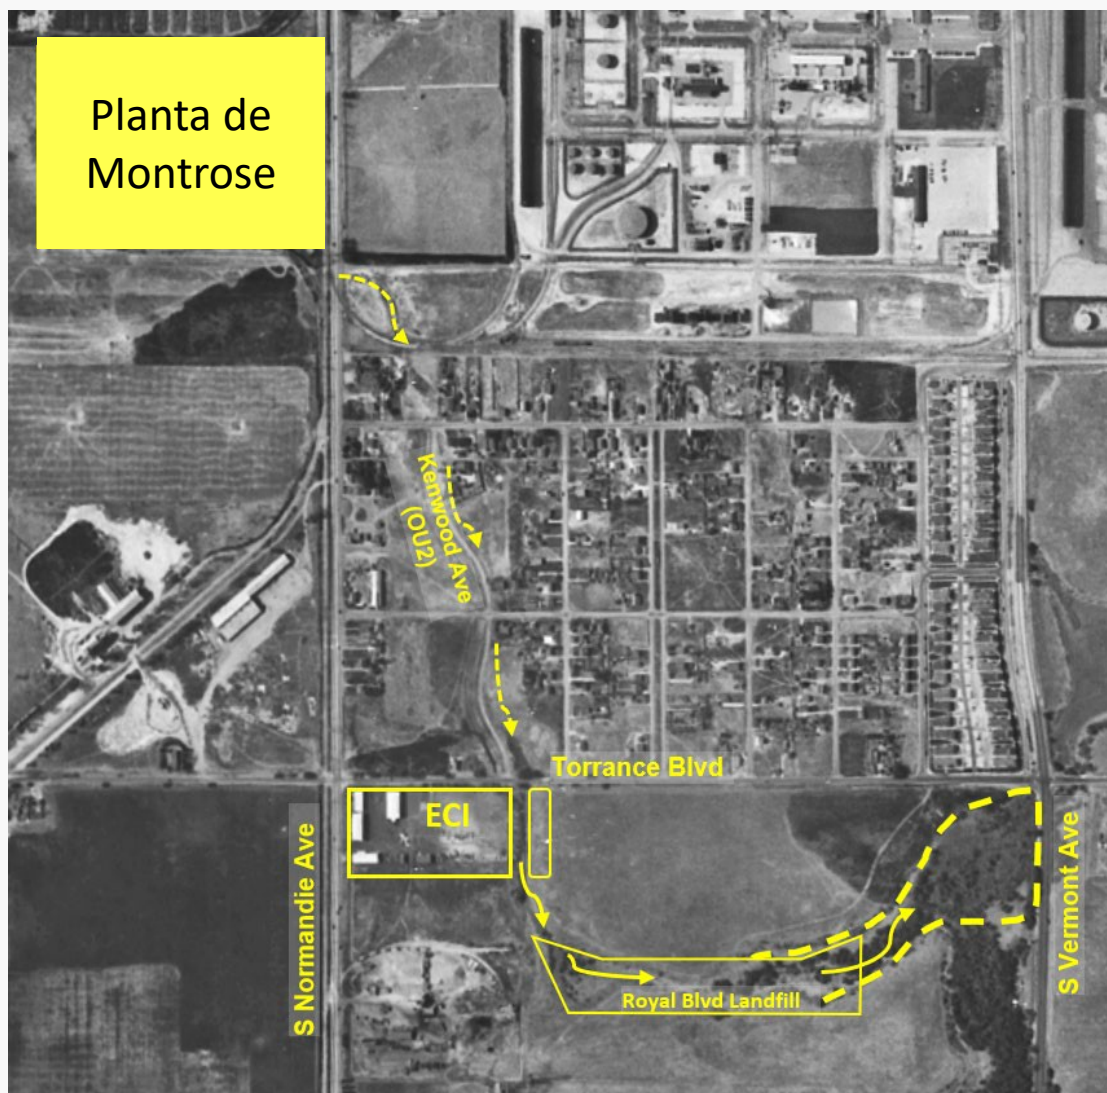 Planta de
Montrose
Kenwood Ave
(OU2)
Torrance Blvd
ECI
S Normandie Ave
S Vermont Ave
Royal Blvd Landfill